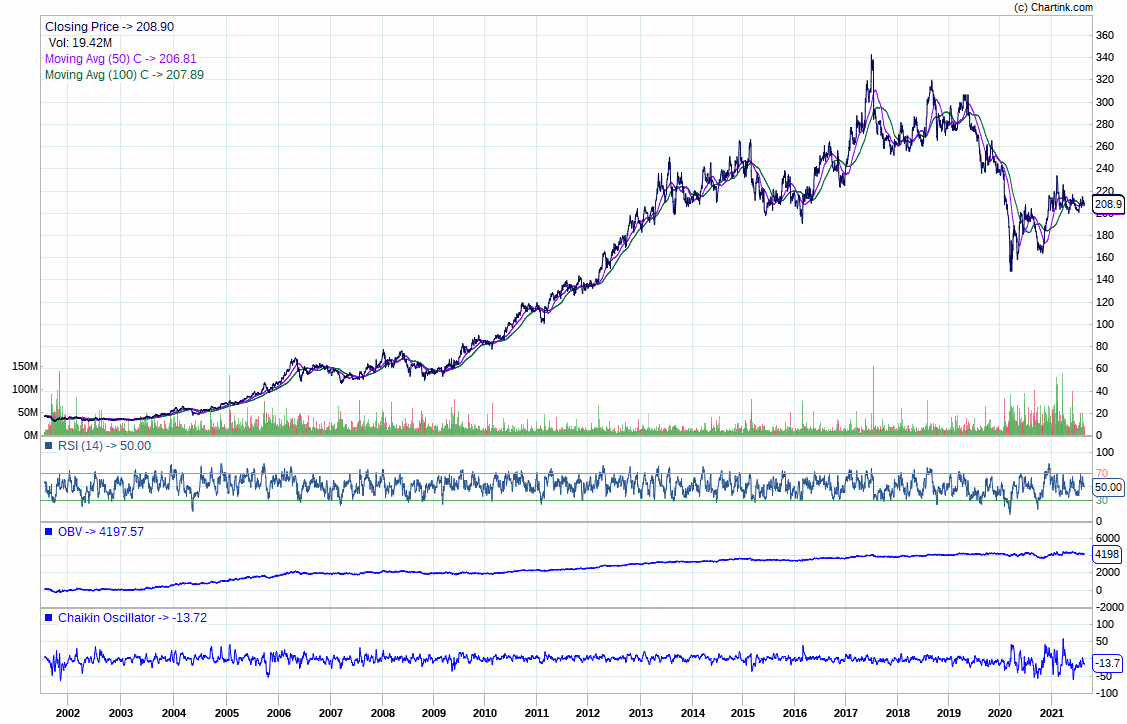 (c) Chartink.com
Closing Price -> 208.90
Vol: 19.42M
Moving Avg (50) C -> 206.81
Moving Avg (100) C -> 207.89
360
340
320
300
280
260
240
220
208.9
180
160
140
120
100
80
60
40
20
0
150M
100M
50M
0M
RSI (14) -> 50.00
100
70
50.00
30
0
OBV -> 4197.57
6000
4198
2000
0
-2000
Chaikin Oscillator -> -13.72
100
50
-13.7
-50
-100
2002 2003 2004 2005 2006 2007 2008 2009 2010 2011 2012 2013 2014 2015 2016 2017 2018 2019 2020 2021